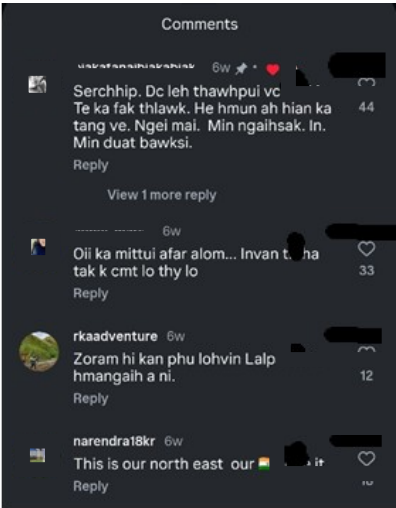 Comments
6w
Serchhip. Dc leh thawhpui vc
Te ka fak thlawk. He hmun ah hian ka
tang ve. Ngei mai. Min ngaihsak. In.
Min duat bawksi.
44
Reply
View 1 more reply
6w
Oii ka mittui afar alom... Invan
tak k cmt lo thy lo
33
Reply
rkaadventure 6w
Zoram hi kan phu lohvin Lalp
hmangaih a ni.
12
Reply
narendra18kr 6w
This is our north east our 🇮🇳 it
Reply